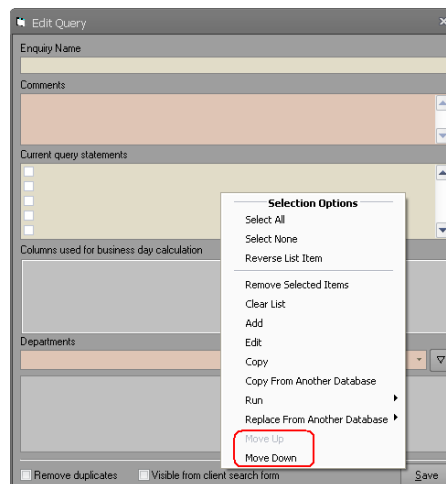 Edit Query
Enquiry Name
Comments
Current query statements
Selection Options
Select All
Select None
Reverse List Item
Columns used for business day calculation
Remove Selected Items
Clear List
Add
Edit
Departments
Copy
Copy From Another Database
Run
Replace From Another Database
Move Up
Move Down
Remove duplicates Visible from client search form Save